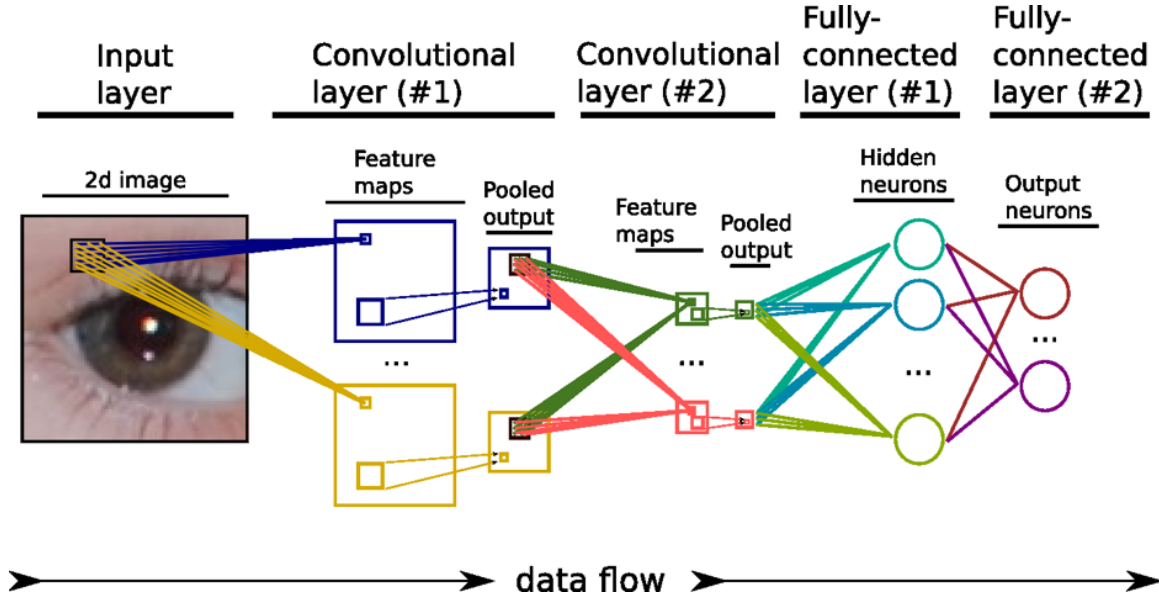 Input
layer
Convolutional
layer (#1)
Convolutional
layer (#2)
Fully-
connected
layer (#1)
Fully-
connected
layer (#2)
2d image
Feature
maps
Pooled
output
Feature
maps
Pooled
output
Hidden
neurons
Output
neurons
...
...
...
...
data flow